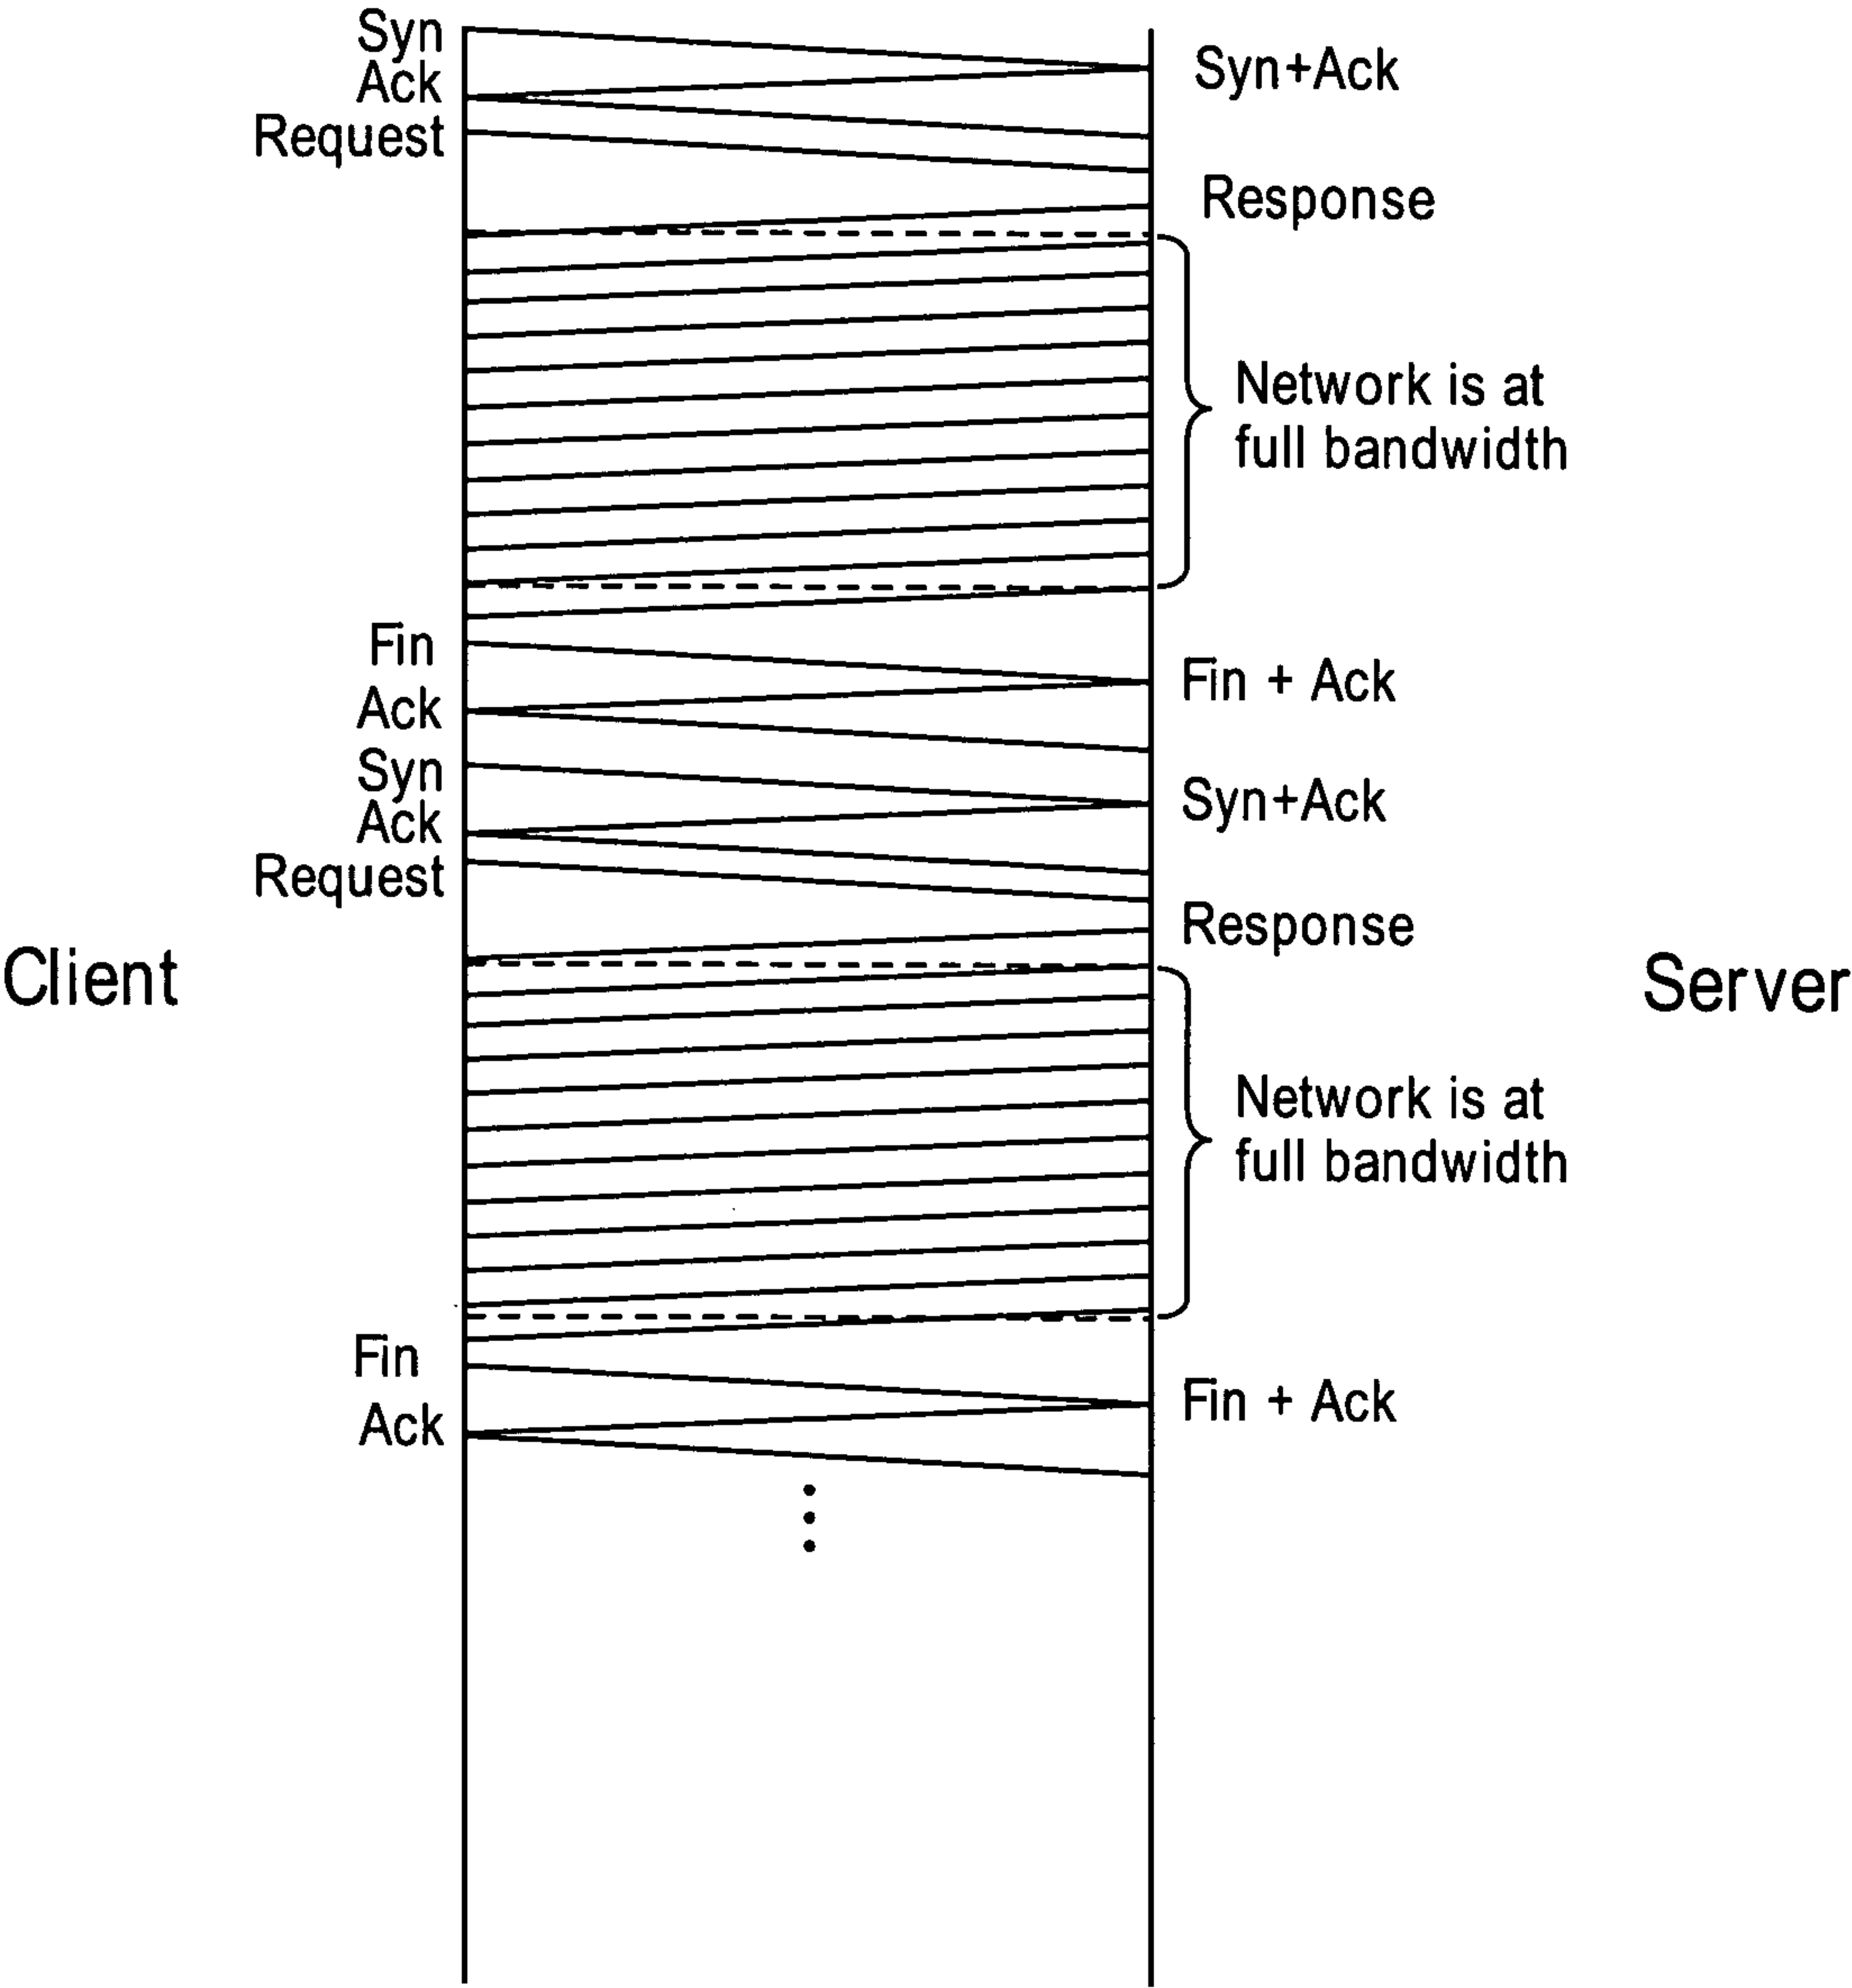 Syn
Syn+Ack
Ack
Request
Response
Network is at
full bandwidth
Fin
Fin + Ack
Ack
Syn
Syn+Ack
Ack
Request
Response
Client
Server
Network is at
full bandwidth
Fin
Fin + Ack
Ack